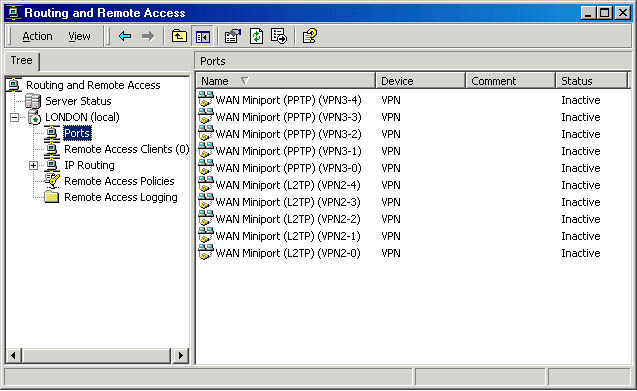 Routing and Remote Access
Action View
Tree
Routing and Remote Access
Server Status
LONDON (local)
Ports
Remote Access Clients (0)
IP Routing
Remote Access Policies
Remote Access Logging
Ports
Name Device Comment Status
WAN Miniport (PPTP) (VPN3-4) VPN Inactive
WAN Miniport (PPTP) (VPN3-3) VPN Inactive
WAN Miniport (PPTP) (VPN3-2) VPN Inactive
WAN Miniport (PPTP) (VPN3-1) VPN Inactive
WAN Miniport (PPTP) (VPN3-0) VPN Inactive
WAN Miniport (L2TP) (VPN2-4) VPN Inactive
WAN Miniport (L2TP) (VPN2-3) VPN Inactive
WAN Miniport (L2TP) (VPN2-2) VPN Inactive
WAN Miniport (L2TP) (VPN2-1) VPN Inactive
WAN Miniport (L2TP) (VPN2-0) VPN Inactive